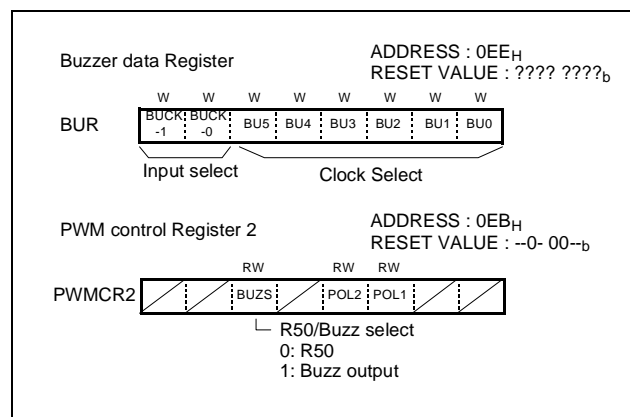 Buzzer data Register
ADDRESS : 0EEH
RESET VALUE : ???? ????b
W W W W W W W W
BUR BUCK-1 BUCK-0 BU5 BU4 BU3 BU2 BU1 BU0
Input select Clock Select
PWM control Register 2
ADDRESS : 0EBH
RESET VALUE : --0- 00--b
RW RW RW
PWMCR2 BUZS POL2 POL1
R50/Buzz select
0: R50
1: Buzz output